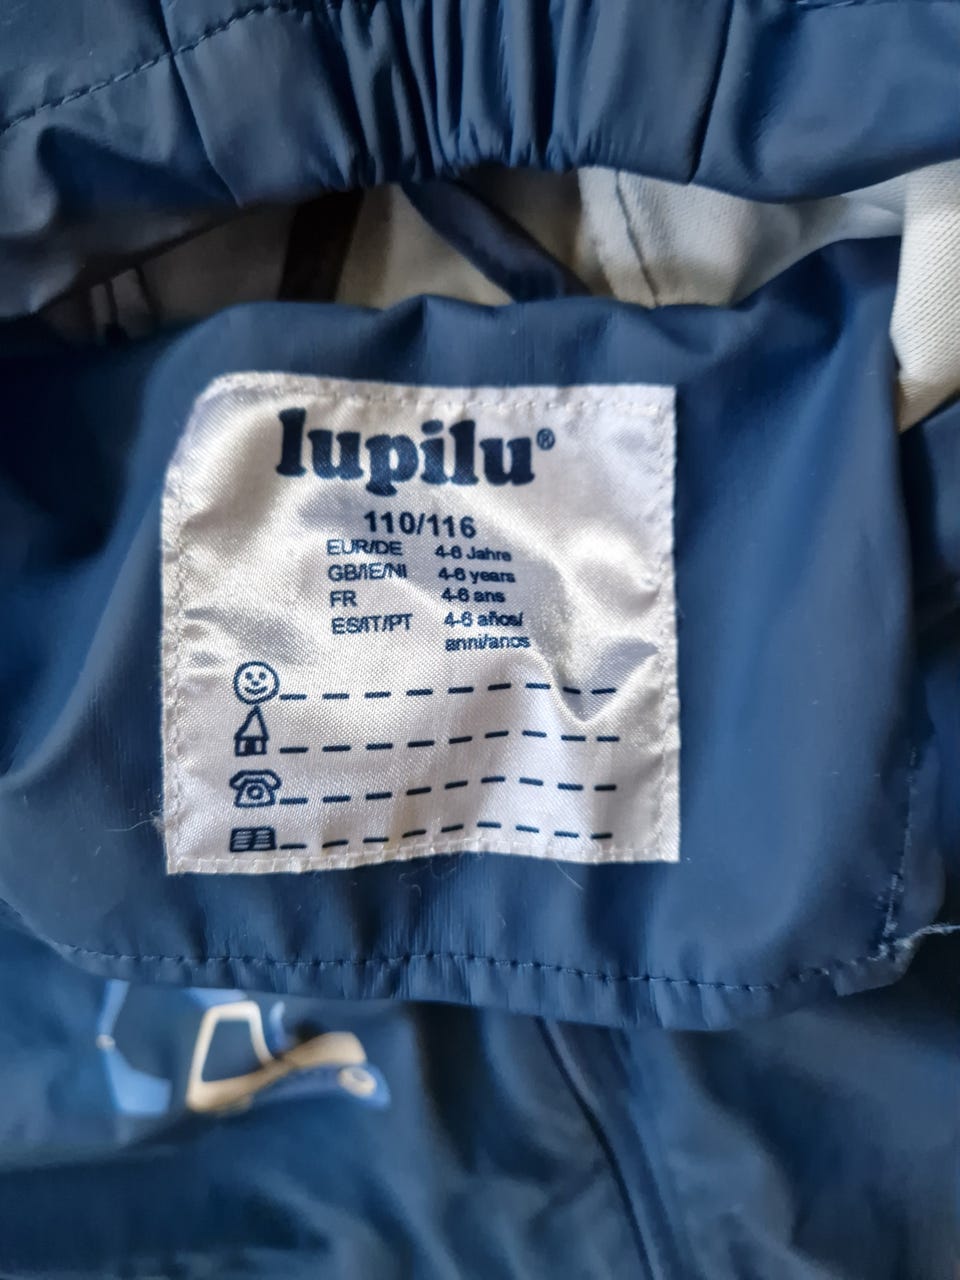 lupilu®
110/116
EUR/DE 4-6 Jahre
GB/IE/NI 4-6 years
FR 4-6 ans
ES/IT/PT 4-6 años/
anni/anos